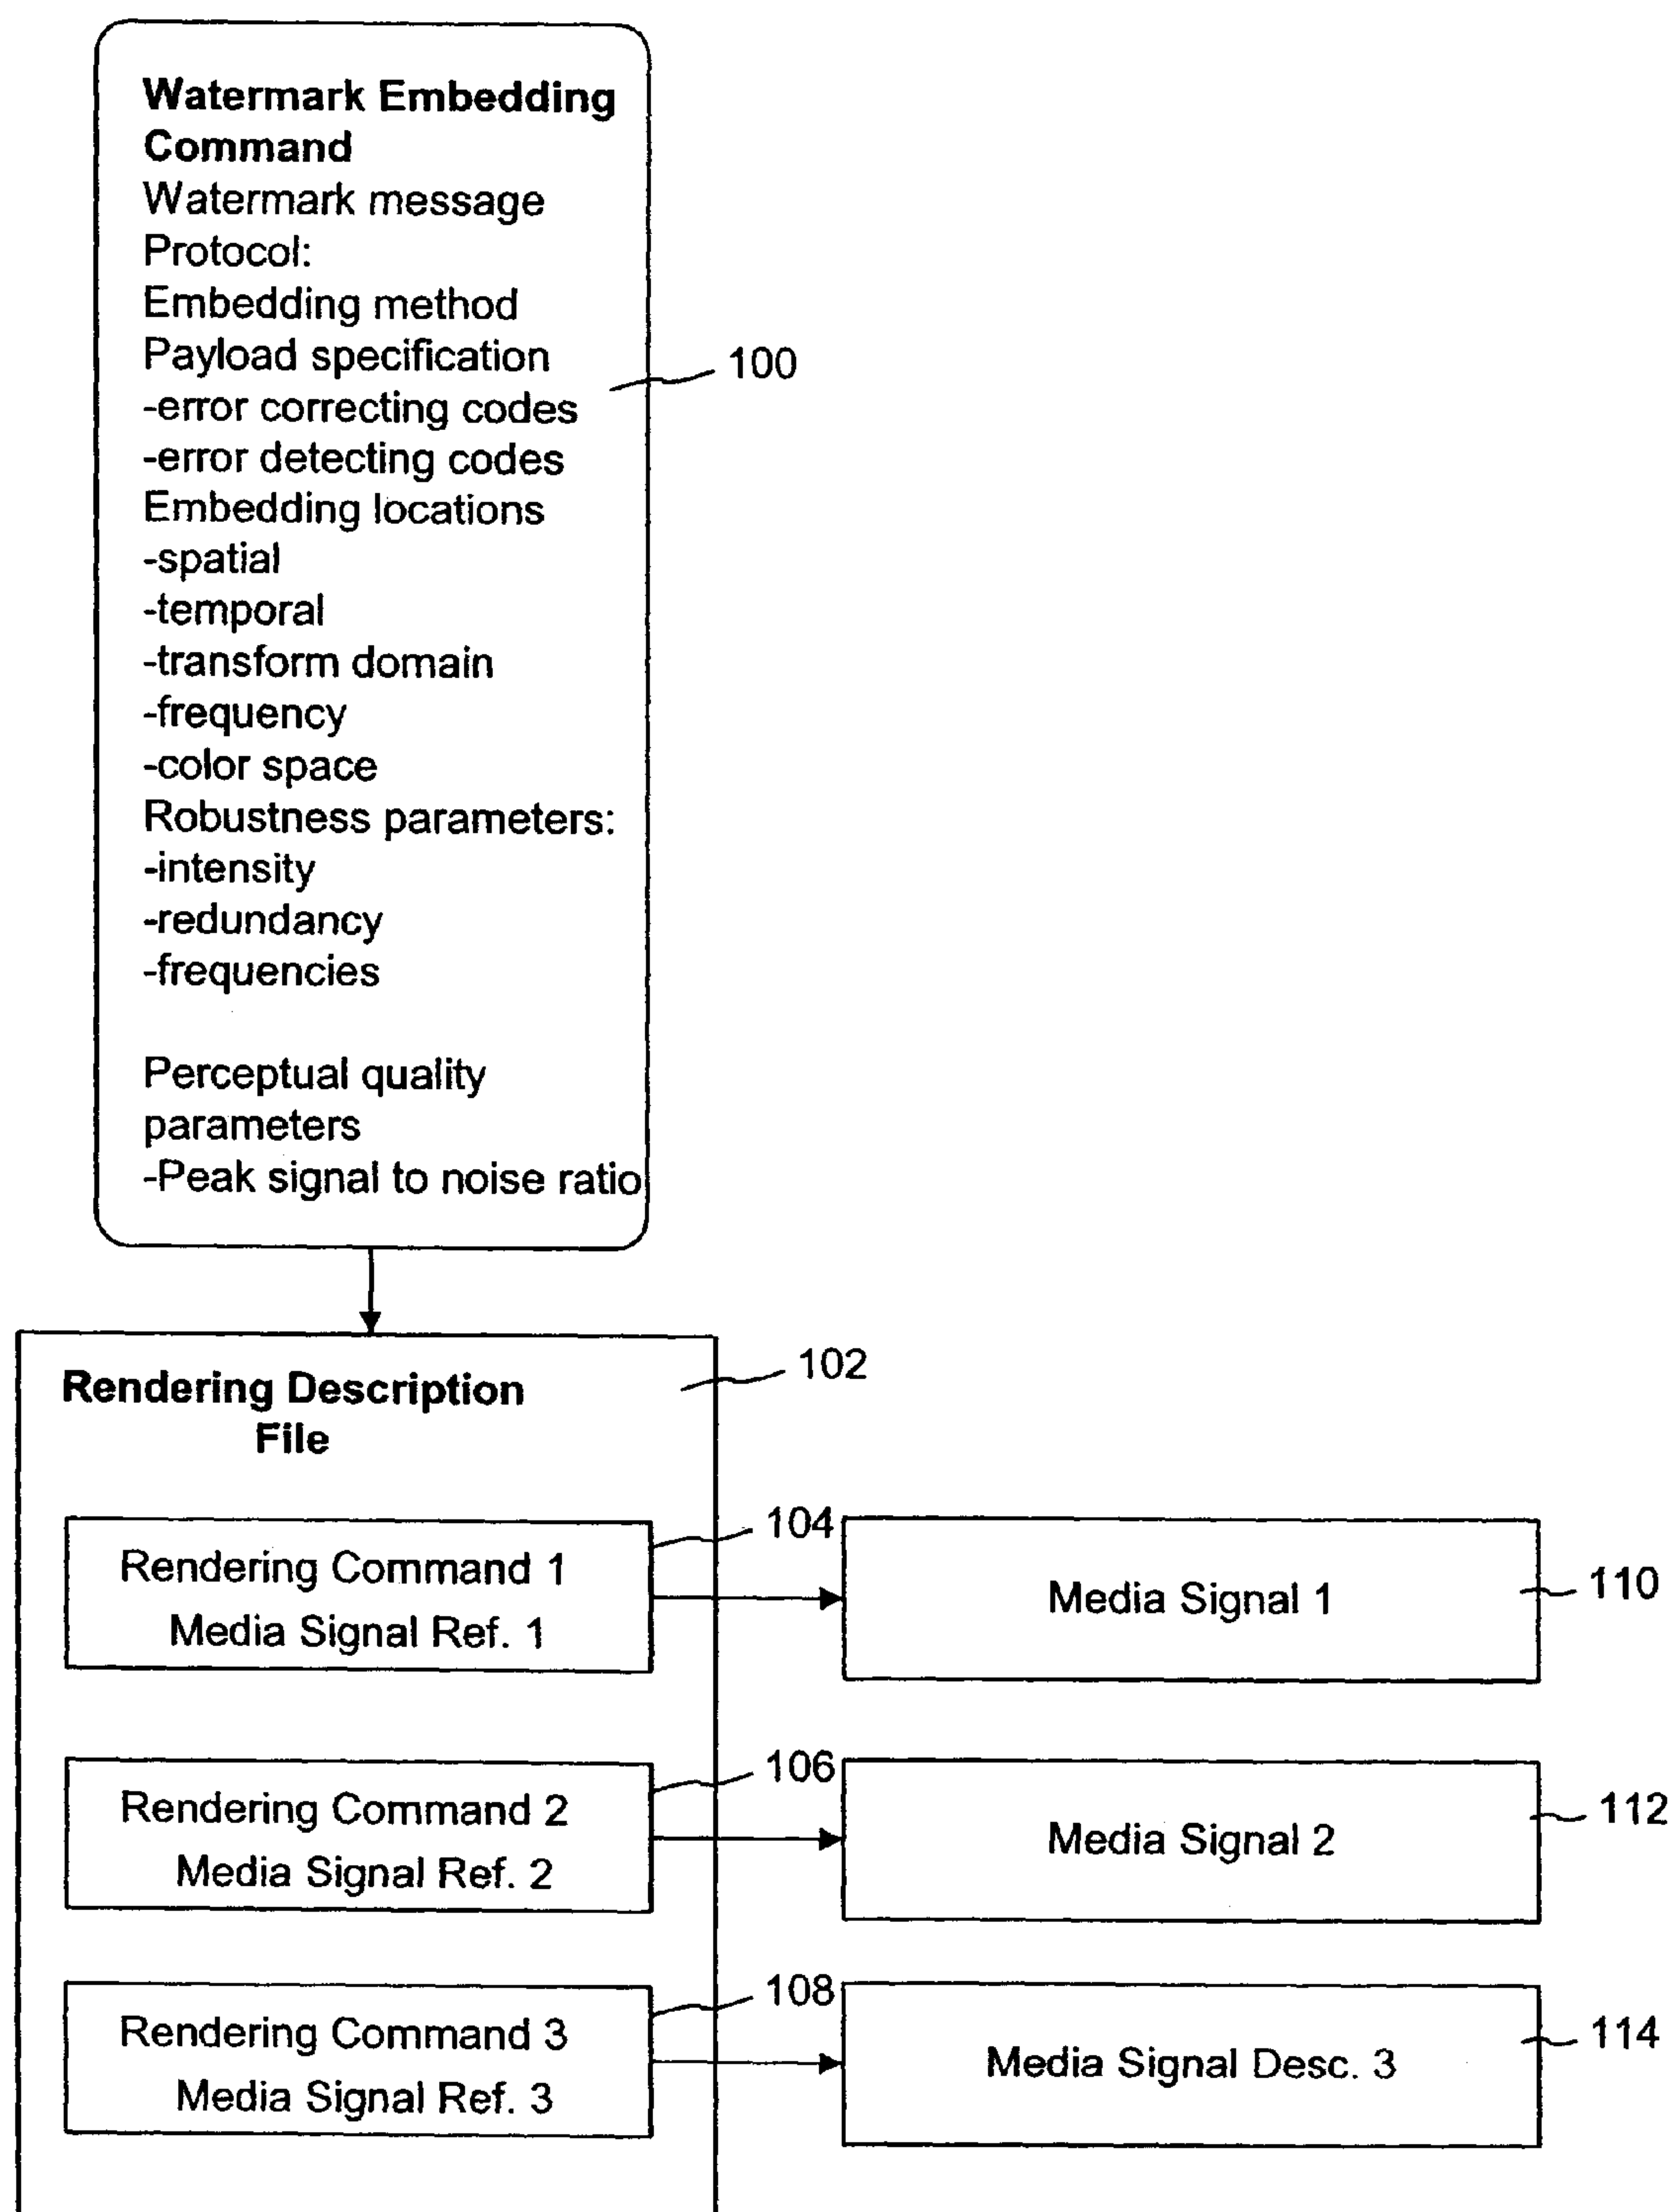 Watermark Embedding
Command
Watermark message
Protocol:
Embedding method
Payload specification
-error correcting codes
-error detecting codes
Embedding locations
-spatial
-temporal
-transform domain
-frequency
-color space
Robustness parameters:
-intensity
-redundancy
-frequencies
Perceptual quality
parameters
-Peak signal to noise ratio
100
Rendering Description
File
102
Rendering Command 1
Media Signal Ref. 1
104
Media Signal 1
110
Rendering Command 2
Media Signal Ref. 2
106
Media Signal 2
112
Rendering Command 3
Media Signal Ref. 3
108
Media Signal Desc. 3
114